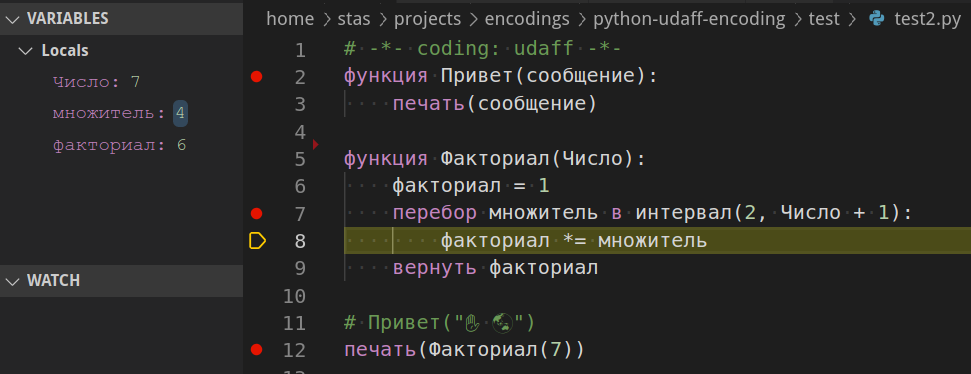 VARIABLES
Locals
Число: 7
множитель: 4
факториал: 6
WATCH
home > stas > projects > encodings > python-udaff-encoding > test > test2.py
1 # -*- coding: udaff -*-
2 функция Привет(сообщение):
3 печать(сообщение)
4
5 функция Факториал(Число):
6 факториал = 1
7 перебор множитель в интервал(2, Число + 1):
8 факториал *= множитель
9 вернуть факториал
10
11 # Привет("✋ 🌏")
12 печать(Факториал(7))
13